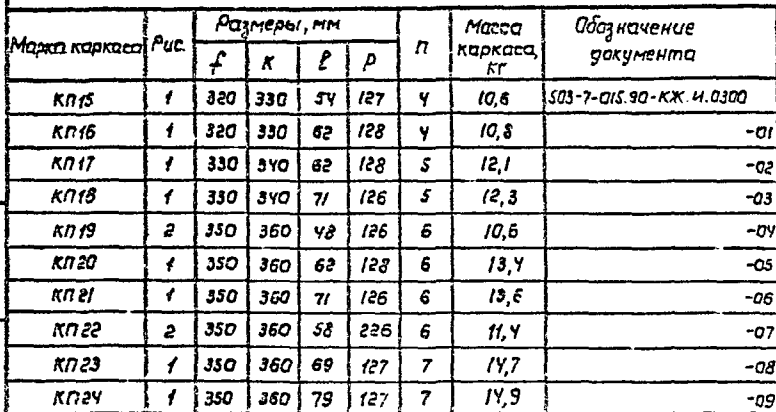 Марка каркаса Рис. Размеры, мм n Масса каркаса, кг Обозначение документа
f к ℓ р
КП15 1 320 330 54 127 4 10,6 503-7-015.90-КЖ.И.0300
КП16 1 320 330 62 128 4 10,8 -01
КП17 1 330 340 62 128 5 12,1 -02
КП18 1 330 340 71 126 5 12,3 -03
КП19 2 350 360 48 126 6 10,6 -04
КП20 1 350 360 62 128 6 13,4 -05
КП21 1 350 360 71 126 6 13,6 -06
КП22 2 350 360 58 226 6 11,4 -07
КП23 1 350 360 69 127 7 14,7 -08
КП24 1 350 360 79 127 7 14,9 -09